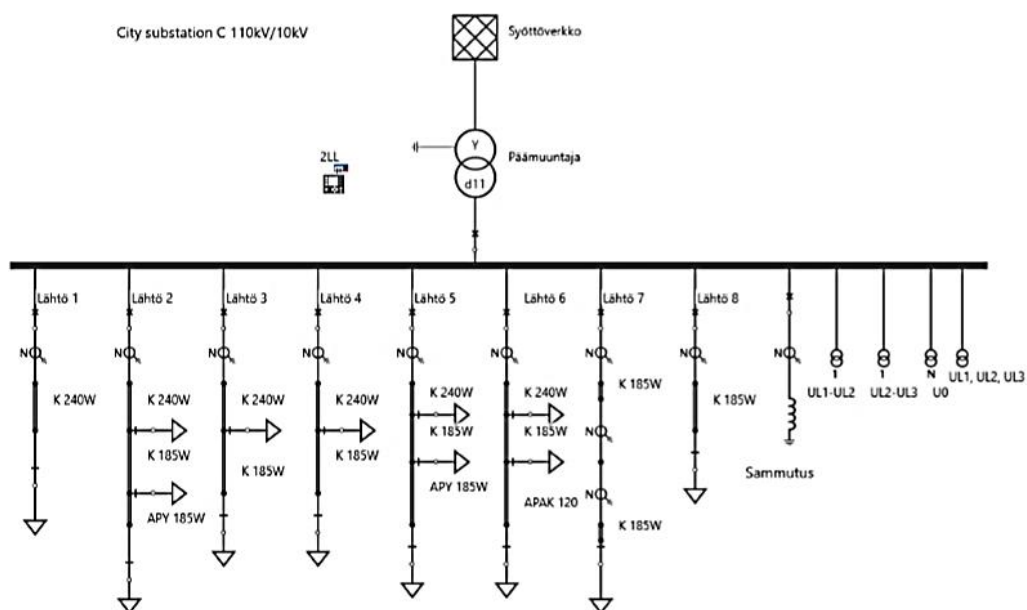 City substation C 110kV/10kV
Syöttöverkko
2LL
Y
Päämuuntaja
d11
Lähtö 1
Lähtö 2
Lähtö 3
Lähtö 4
Lähtö 5
Lähtö 6
Lähtö 7
Lähtö 8
N N N N N N N N N
1 1 N
UL1-UL2 UL2-UL3 U0 UL1, UL2, UL3
K 240W K 240W K 240W K 240W K 240W K 240W K 185W K 185W
K 185W K 185W K 185W K 185W K 185W
N
Sammutus
APY 185W APY 185W APAK 120
N
K 185W